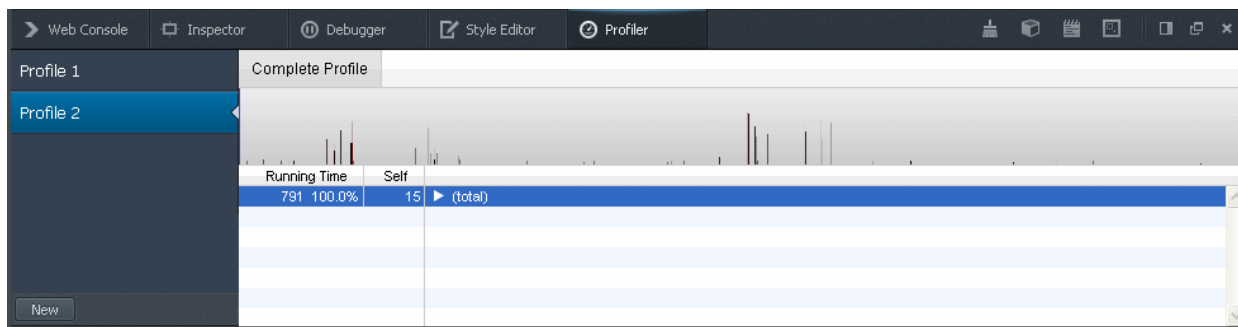 Web Console Inspector Debugger Style Editor Profiler
Profile 1
Profile 2
New
Complete Profile
Running Time Self
791 100.0% 15 (total)